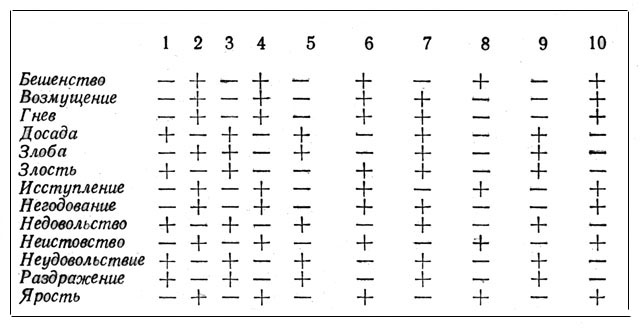 1 2 3 4 5 6 7 8 9 10
Бешенство — + — + — + — + — +
Возмущение — + — + — + + — — +
Гнев — + — + — + + — — +
Досада + — + — + — + — + —
Злоба — + + — + — + — + —
Злость + — + — — + + — + —
Исступление — + — + — + — + — +
Негодование — + — + — + + — — +
Недовольство + — + — + — + — + —
Неистовство — + — + — + — + — +
Неудовольствие + — + — + — + — + —
Раздражение + — + — + — + — + —
Ярость — + — + — + — + — +